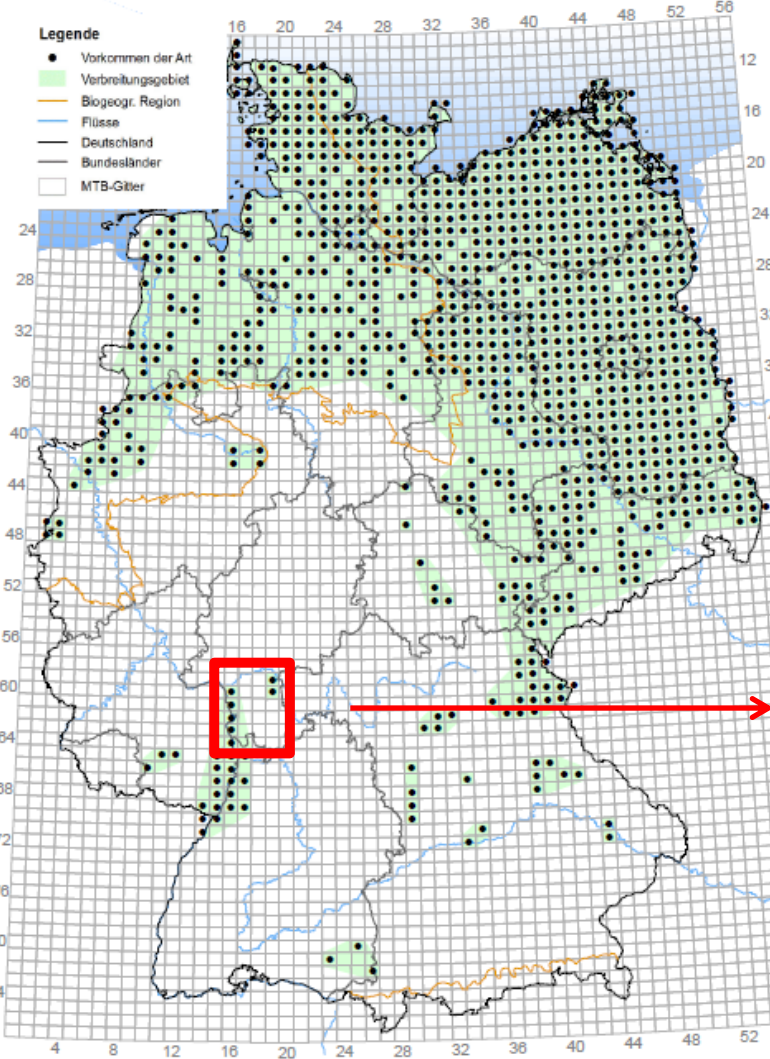 16 20 24 28 32 36 40 44 48 52 56
Legende
Vorkommen der Art
Verbreitungsgebiet
Biogeogr. Region
Flüsse
Deutschland
Bundesländer
MTB-Gitter
12
16
20
24
24
28
28
32
36
40
44
48
52
56
60
64
68
4 8 12 16 20 24 28 32 36 40 44 48 52